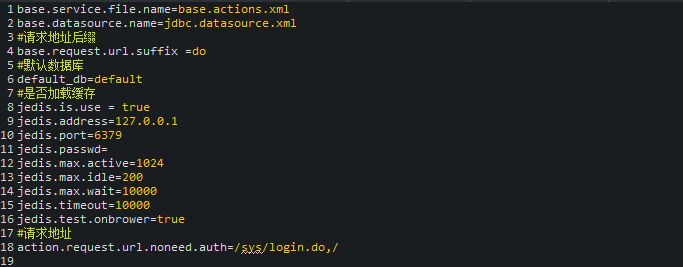 1 base.service.file.name=base.actions.xml
2 base.datasource.name=jdbc.datasource.xml
3 #请求地址后缀
4 base.request.url.suffix =do
5 #默认数据库
6 default_db=default
7 #是否加载缓存
8 jedis.is.use = true
9 jedis.address=127.0.0.1
10 jedis.port=6379
11 jedis.passwd=
12 jedis.max.active=1024
13 jedis.max.idle=200
14 jedis.max.wait=10000
15 jedis.timeout=10000
16 jedis.test.onbrower=true
17 #请求地址
18 action.request.url.noneed.auth=/sys/login.do,/
19